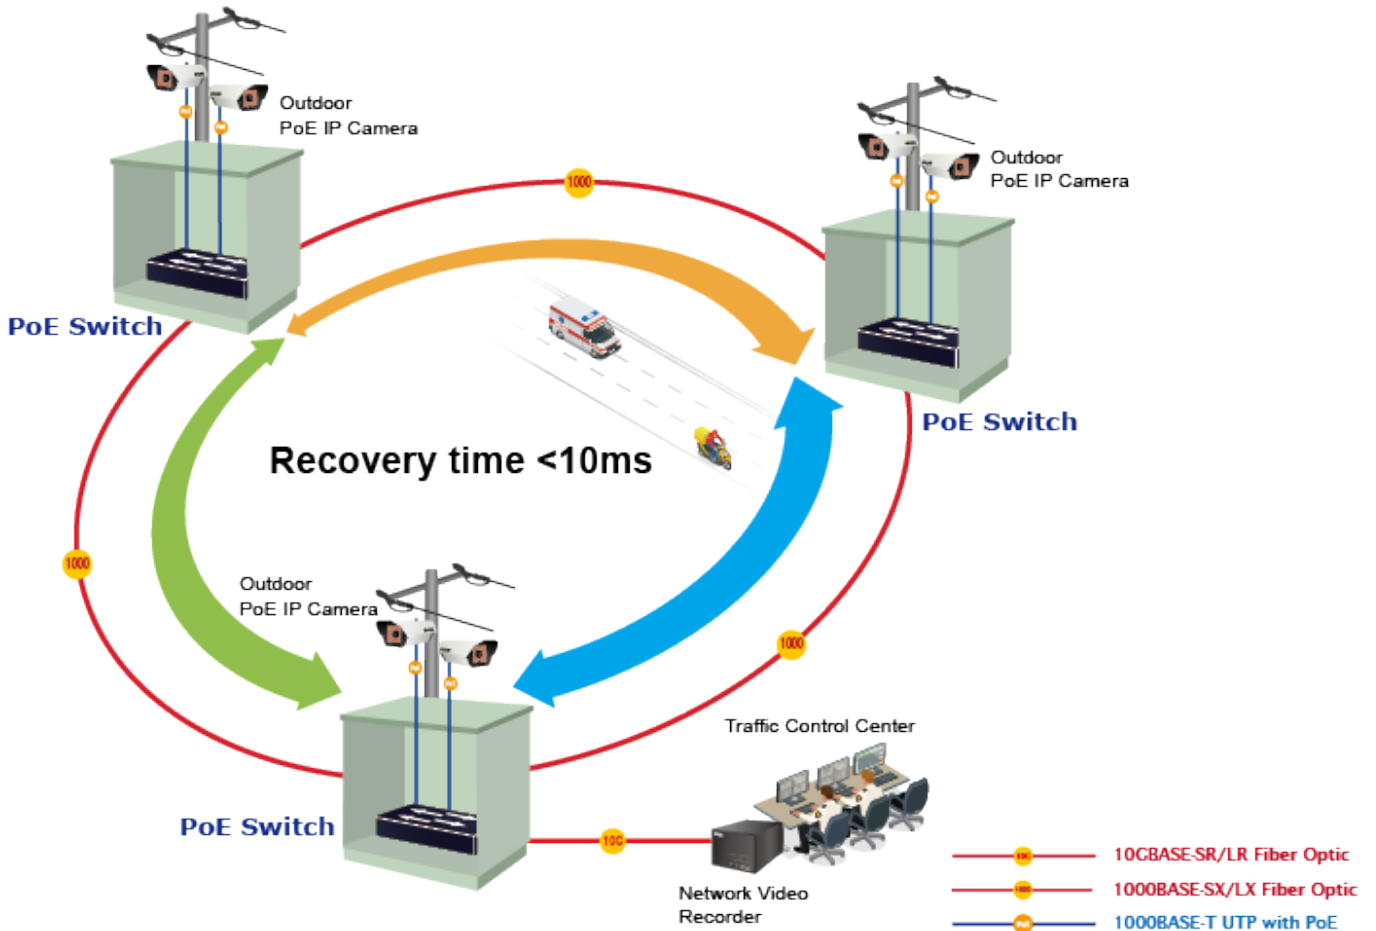 Outdoor
PoE IP Camera
Outdoor
PoE IP Camera
1000
PoE Switch
PoE Switch
Recovery time <10ms
1000
Outdoor
PoE IP Camera
1000
Traffic Control Center
PoE Switch
10G
Network Video
Recorder
10GBASE-SR/LR Fiber Optic
1000
1000BASE-SX/LX Fiber Optic
PoE
1000BASE-T UTP with PoE